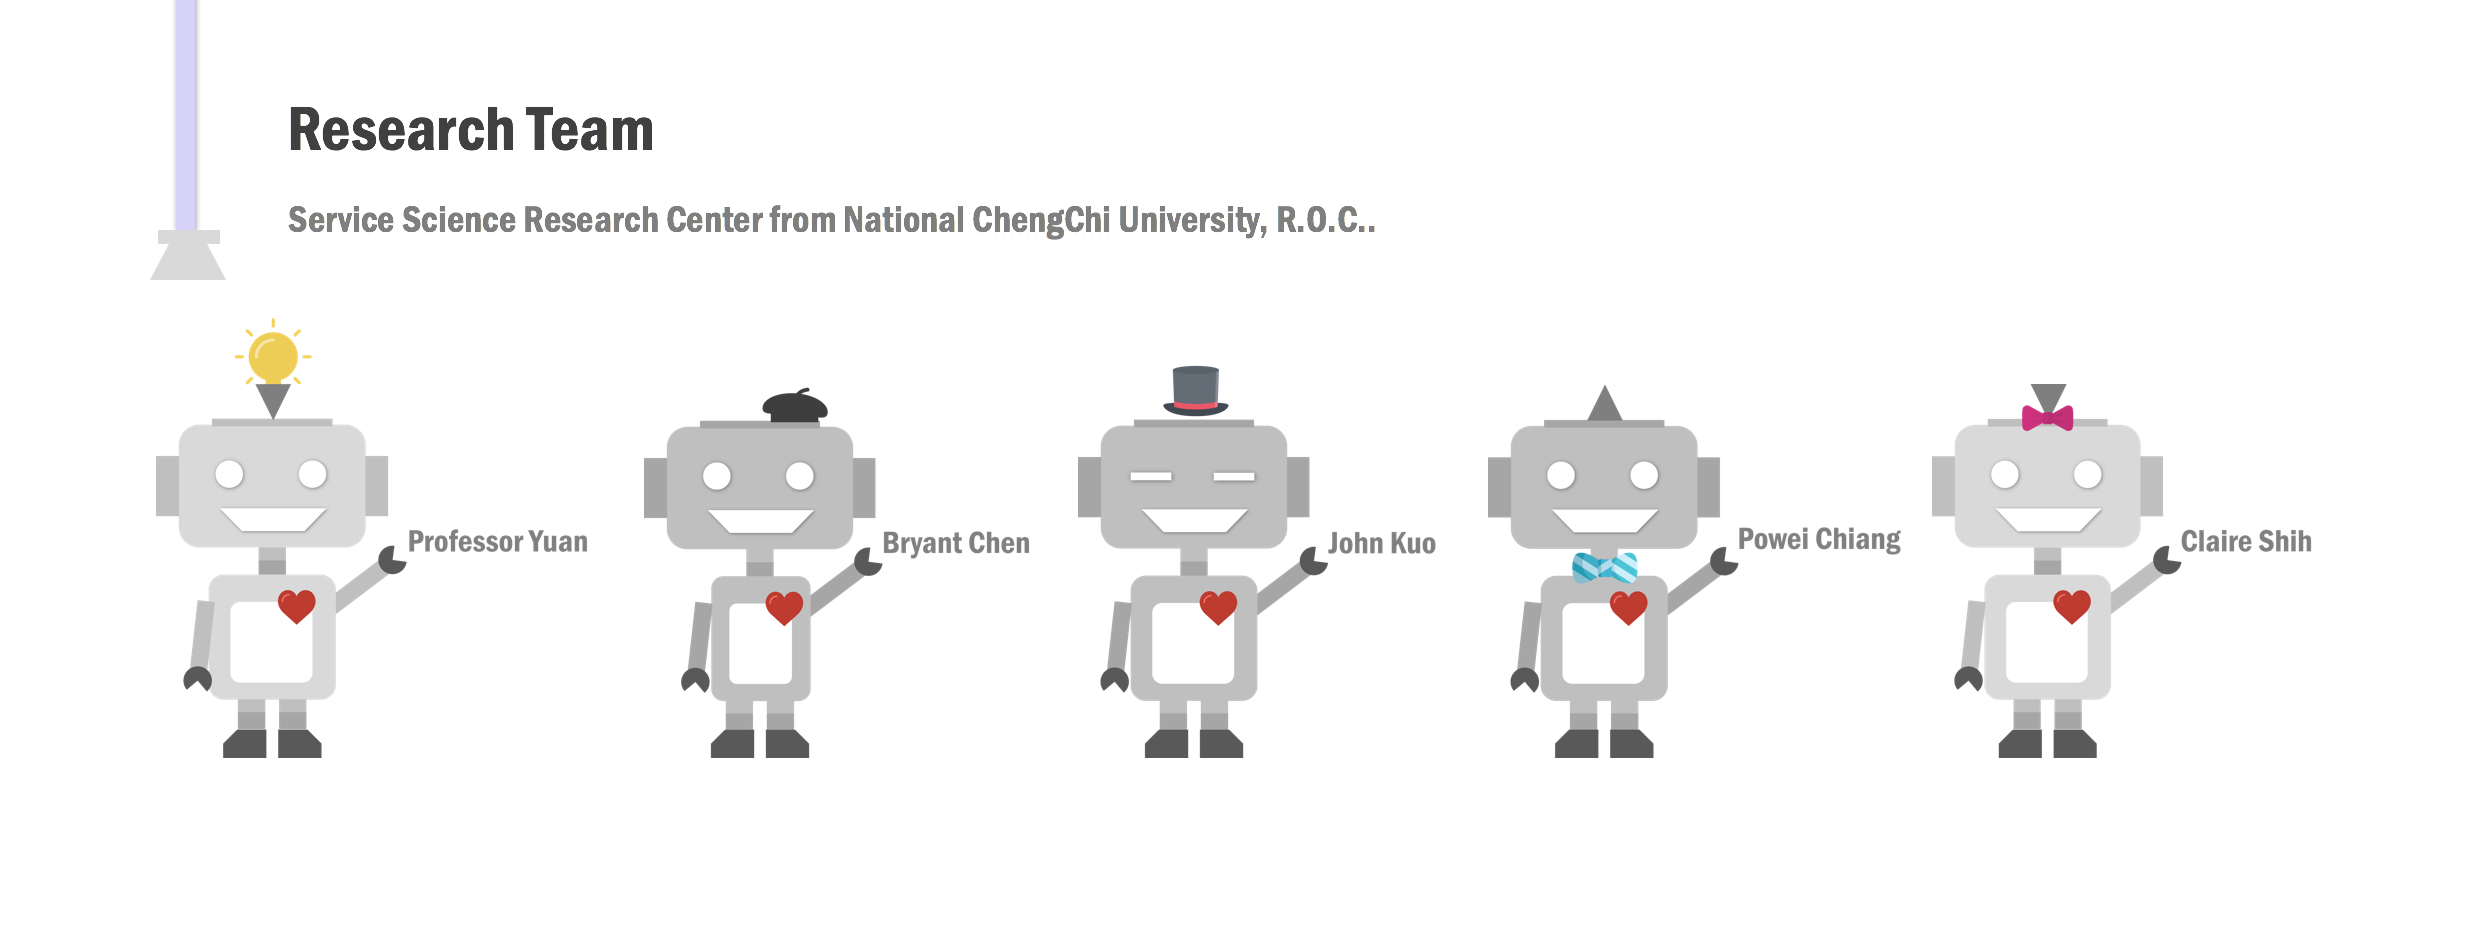 Research Team
Service Science Research Center from National ChengChi University, R.O.C..
Professor Yuan
Bryant Chen
John Kuo
Powei Chiang
Claire Shih